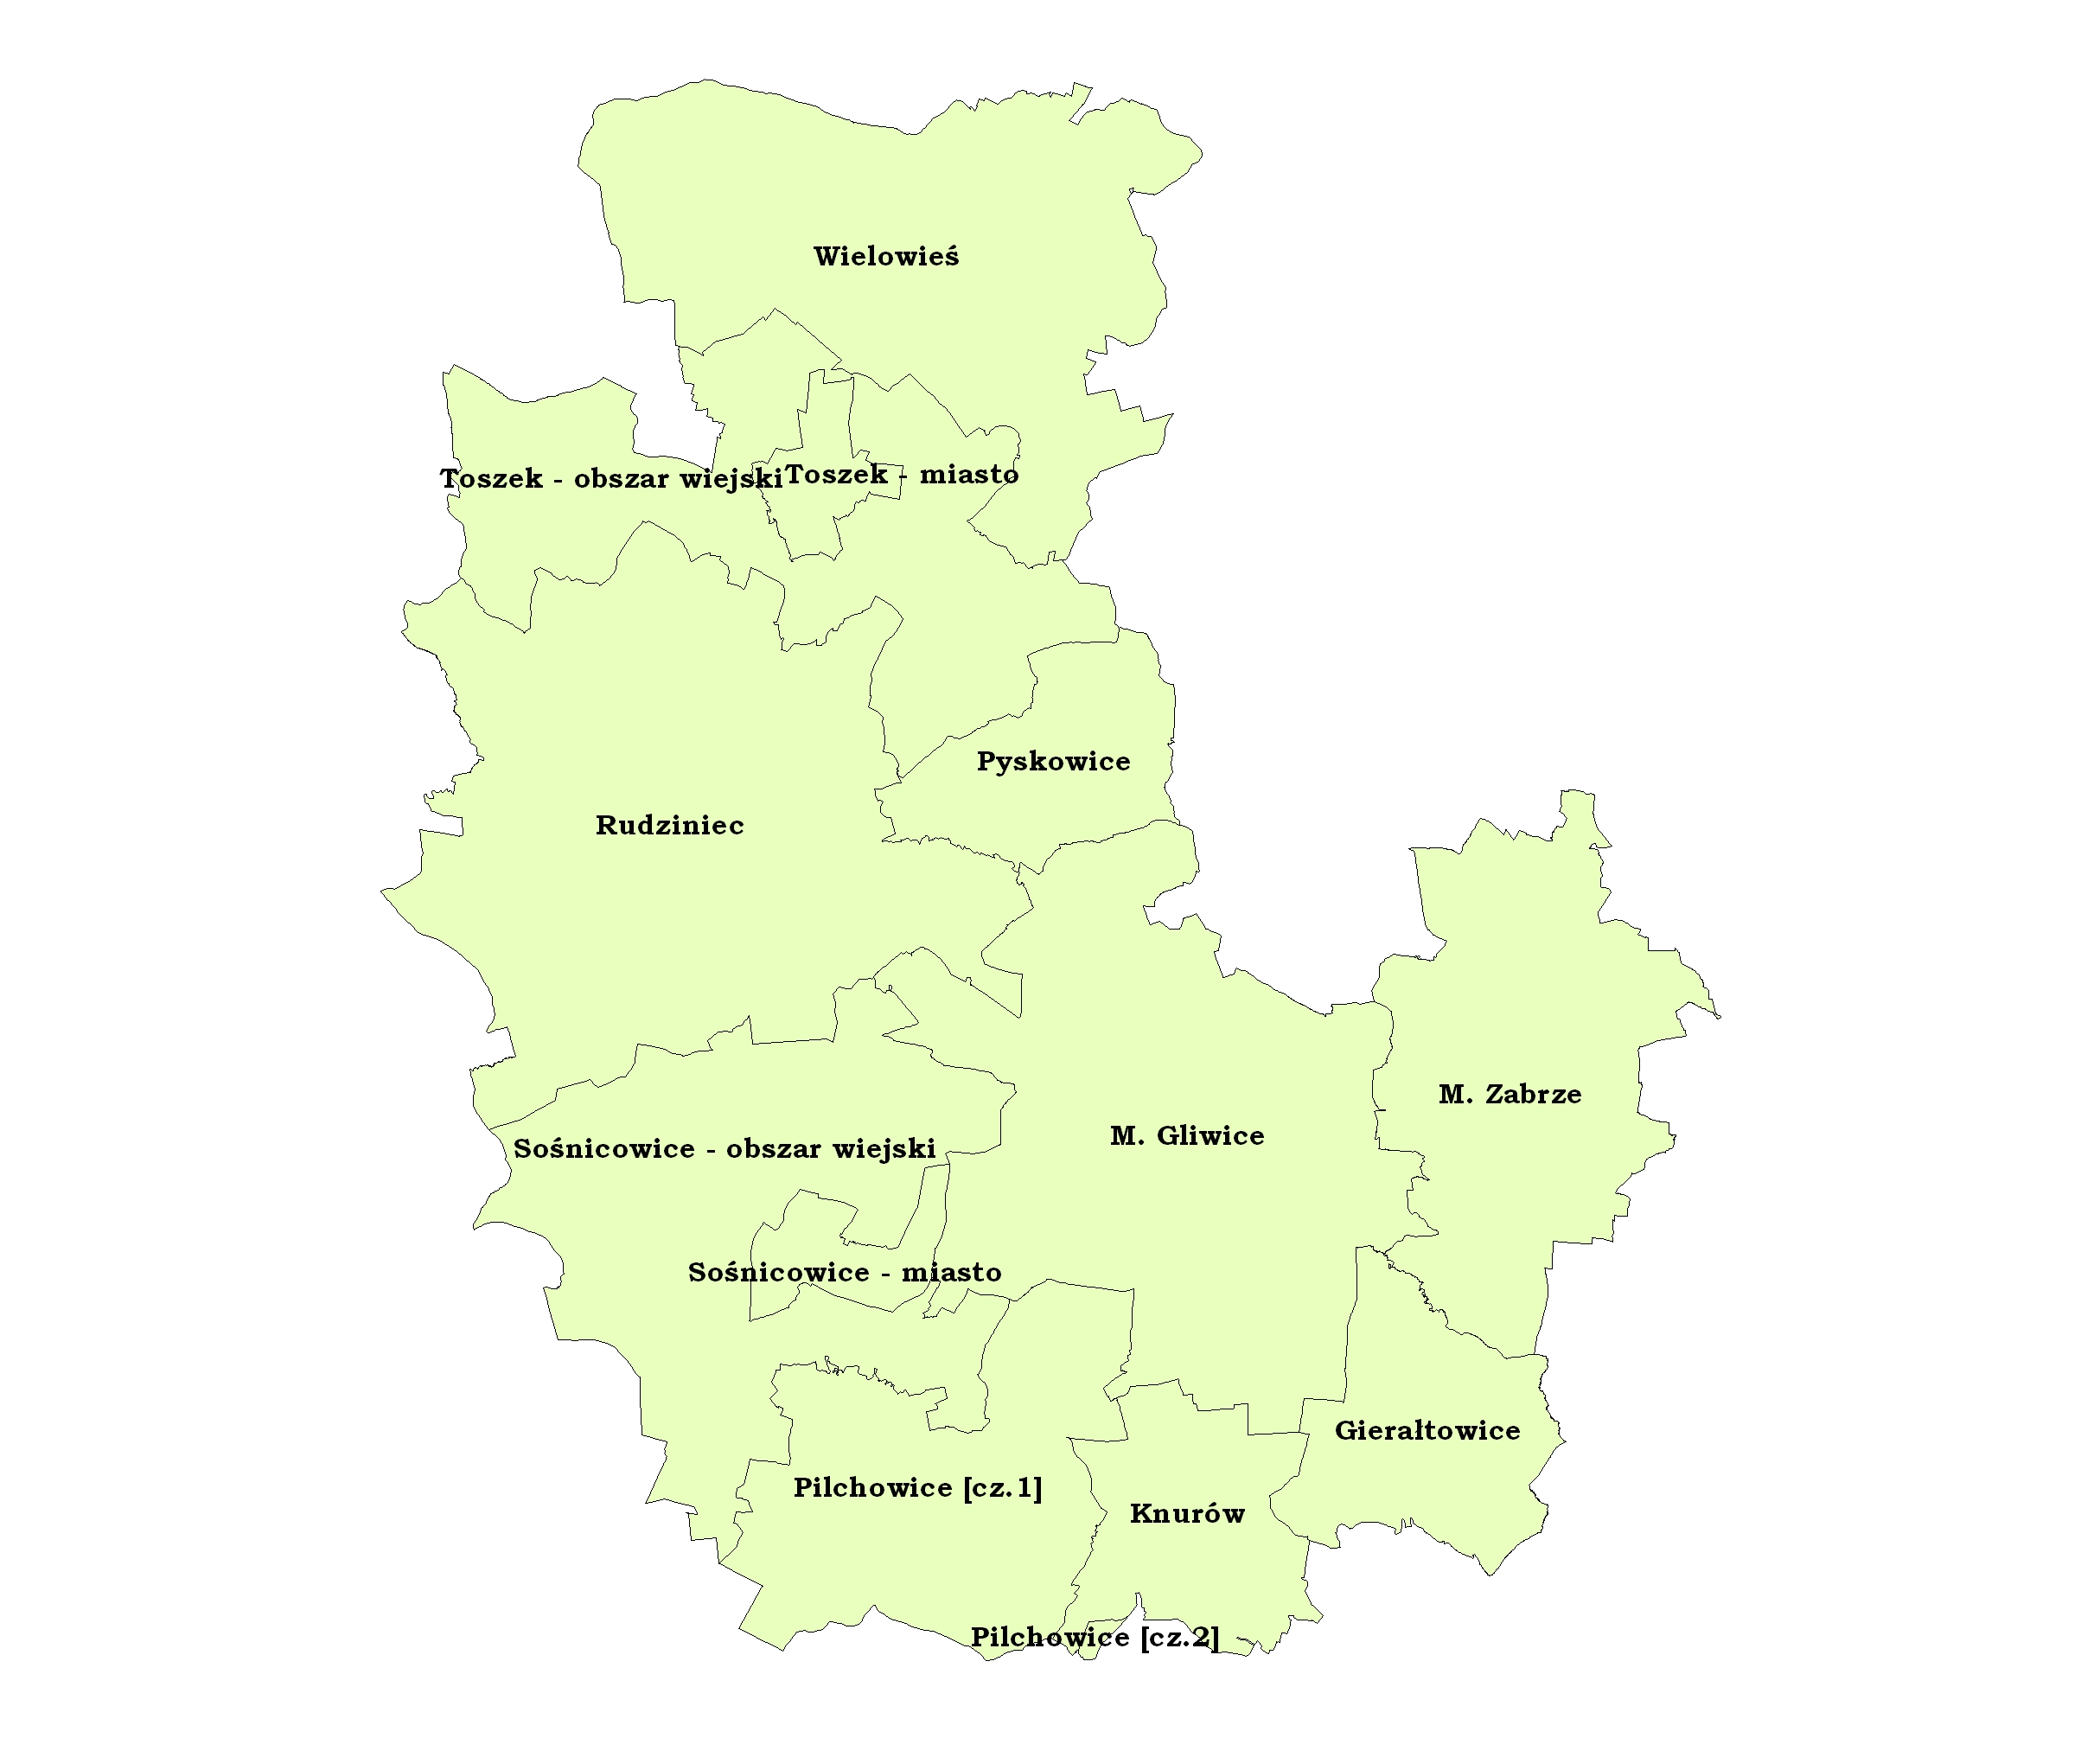 Wielowieś
Toszek - obszar wiejski
Toszek - miasto
Pyskowice
Rudziniec
M. Zabrze
M. Gliwice
Sośnicowice - obszar wiejski
Sośnicowice - miasto
Gierałtowice
Pilchowice [cz.1]
Knurów
Pilchowice [cz.2]